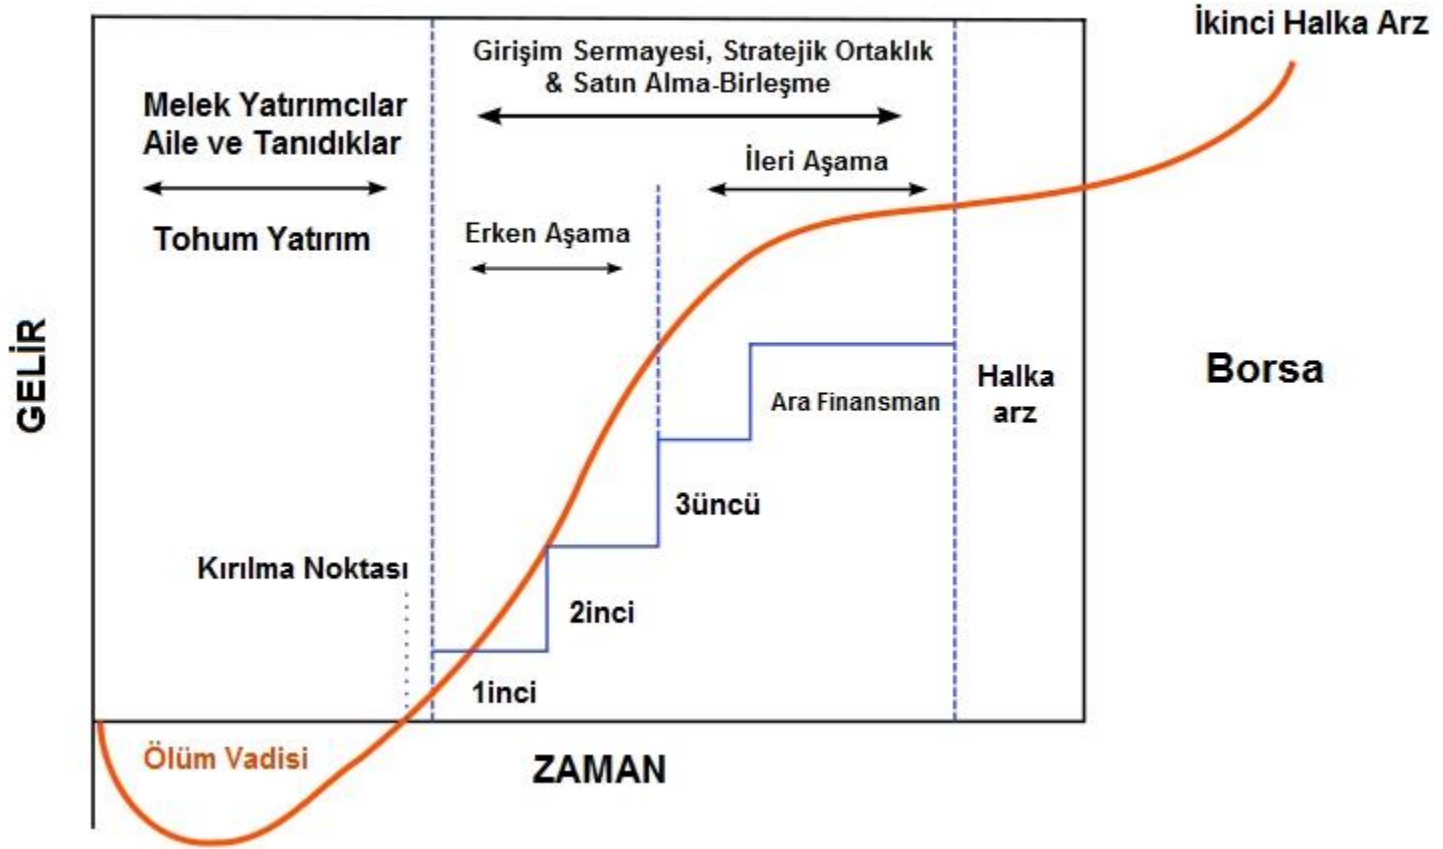 İkinci Halka Arz
Girişim Sermayesi, Stratejik Ortaklık
& Satın Alma-Birleşme
Melek Yatırımcılar
Aile ve Tanıdıklar
İleri Aşama
Tohum Yatırım
Erken Aşama
GELİR
Borsa
Halka
arz
Ara Finansman
3üncü
Kırılma Noktası
2inci
1inci
Ölüm Vadisi
ZAMAN